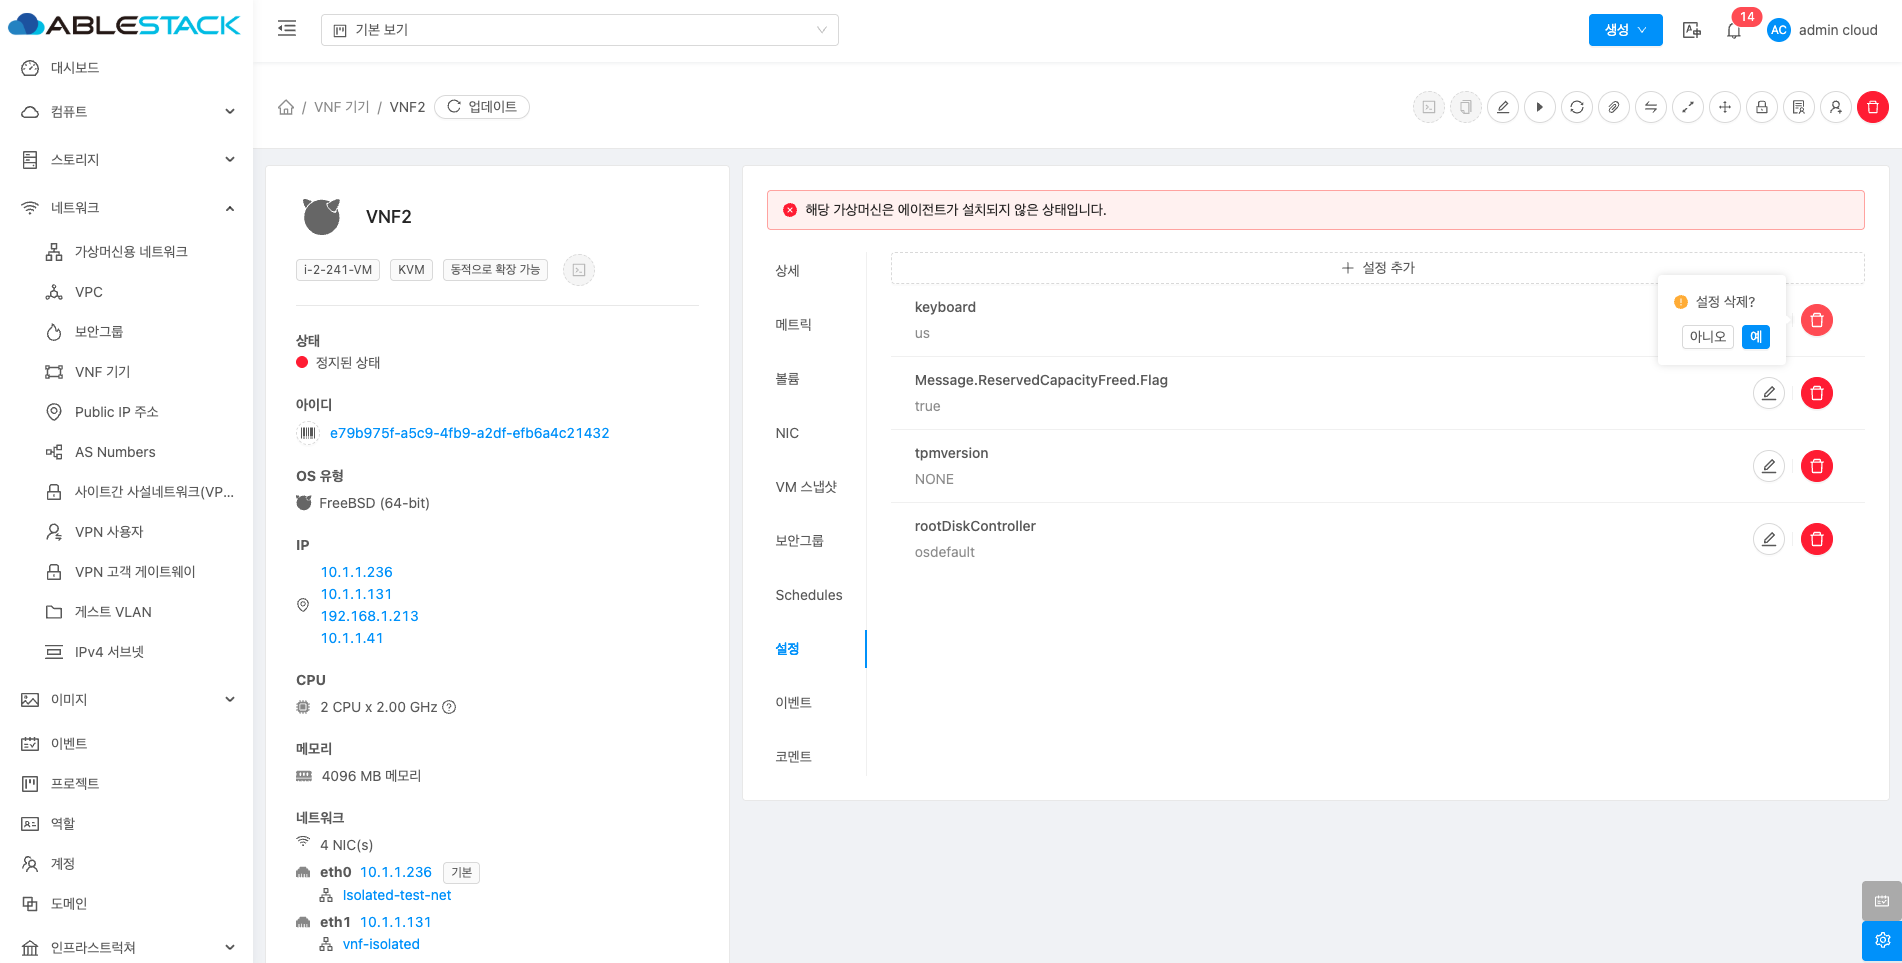 ABLESTACK
기본 보기
생성
14
AC
admin cloud
대시보드
컴퓨트
스토리지
네트워크
가상머신용 네트워크
VPC
보안그룹
VNF 기기
Public IP 주소
AS Numbers
사이트간 사설네트워크(VP...
VPN 사용자
VPN 고객 게이트웨이
게스트 VLAN
IPv4 서브넷
이미지
이벤트
프로젝트
역할
계정
도메인
인프라스트럭쳐
/ VNF 기기 / VNF2
업데이트
VNF2
i-2-241-VM
KVM
동적으로 확장 가능
상태
정지된 상태
아이디
e79b975f-a5c9-4fb9-a2df-efb6a4c21432
OS 유형
FreeBSD (64-bit)
IP
10.1.1.236
10.1.1.131
192.168.1.213
10.1.1.41
CPU
2 CPU x 2.00 GHz
메모리
4096 MB 메모리
네트워크
4 NIC(s)
eth0 10.1.1.236 기본
Isolated-test-net
eth1 10.1.1.131
vnf-isolated
해당 가상머신은 에이전트가 설치되지 않은 상태입니다.
상세
메트릭
볼륨
NIC
VM 스냅샷
보안그룹
Schedules
설정
이벤트
코멘트
설정 추가
keyboard
us
설정 삭제?
아니오
예
Message.ReservedCapacityFreed.Flag
true
tpmversion
NONE
rootDiskController
osdefault